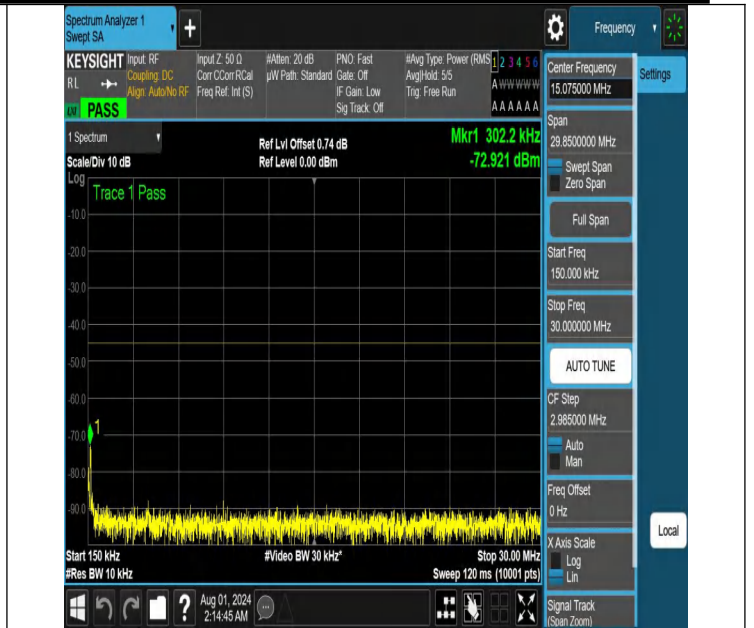 Spectrum Analyzer 1
Swept SA
+
Frequency
KEYSIGHT
RL
PASS
Input: RF
Coupling: DC
Align: Auto/No RF
Input Z: 50 Ω
Corr CCorr RCal
Freq Ref: Int (S)
#Atten: 20 dB
µW Path: Standard
PNO: Fast
Gate: Off
IF Gain: Low
Sig Track: Off
#Avg Type: Power (RMS
Avg|Hold: 5/5
Trig: Free Run
1 2 3 4 5 6
A W W W W W
A A A A A A
Center Frequency
15.075000 MHz
Settings
Span
29.8500000 MHz
Swept Span
Zero Span
Full Span
Start Freq
150.000 kHz
Stop Freq
30.000000 MHz
AUTO TUNE
CF Step
2.985000 MHz
Auto
Man
Freq Offset
0 Hz
X Axis Scale
Log
Lin
Signal Track
(Span Zoom)
Local
1 Spectrum
Scale/Div 10 dB
Ref Lvl Offset 0.74 dB
Ref Level 0.00 dBm
Mkr1 302.2 kHz
-72.921 dBm
Log
Trace 1 Pass
-10.0
-20.0
-30.0
-40.0
-50.0
-60.0
-70.0
1
-80.0
-90.0
Start 150 kHz
#Video BW 30 kHz*
Stop 30.00 MHz
#Res BW 10 kHz
Sweep 120 ms (10001 pts)
?
Aug 01, 2024
2:14:45 AM